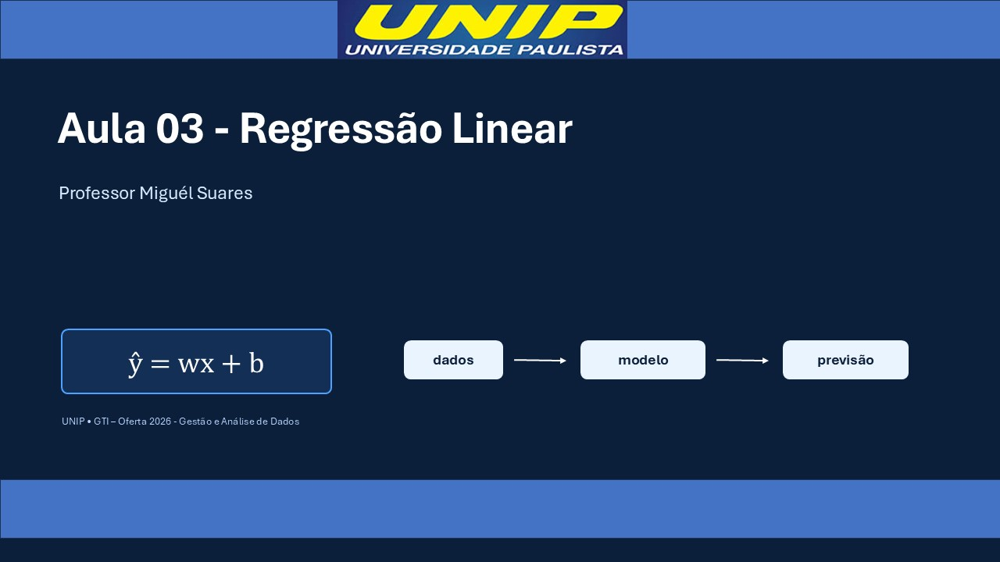 UNIP
UNIVERSIDADE PAULISTA
Aula 03 - Regressão Linear
Professor Miguél Suares
ŷ = wx + b
dados
modelo
previsão
UNIP • GTI – Oferta 2026 - Gestão e Análise de Dados